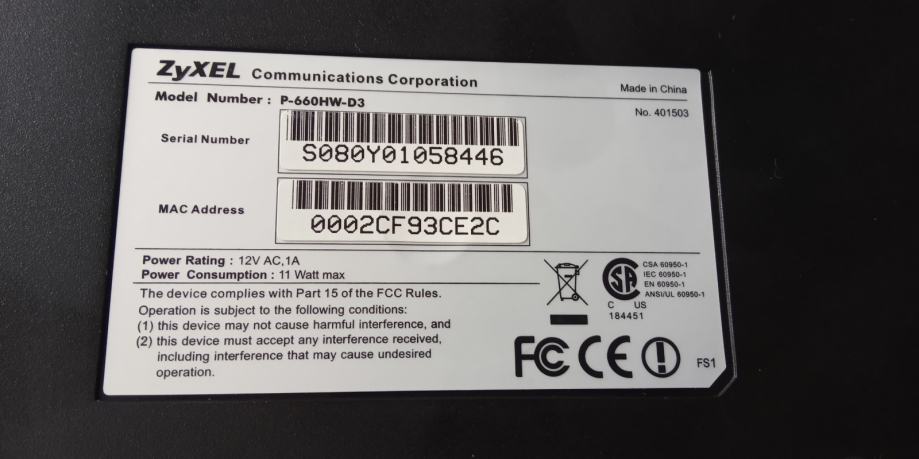 ZyXEL Communications Corporation
Made in China
Model Number : P-660HW-D3
No. 401503
Serial Number
S080Y01058446
MAC Address
0002CF93CE2C
Power Rating : 12V AC,1A
Power Consumption : 11 Watt max
The device complies with Part 15 of the FCC Rules.
Operation is subject to the following conditions:
(1) this device may not cause harmful interference, and
(2) this device must accept any interference received,
including interference that may cause undesired
operation.
CSA 60950-1
IEC 60950-1
EN 60950-1
ANSI/UL 60950-1
C US
184451
FC CE
FS1